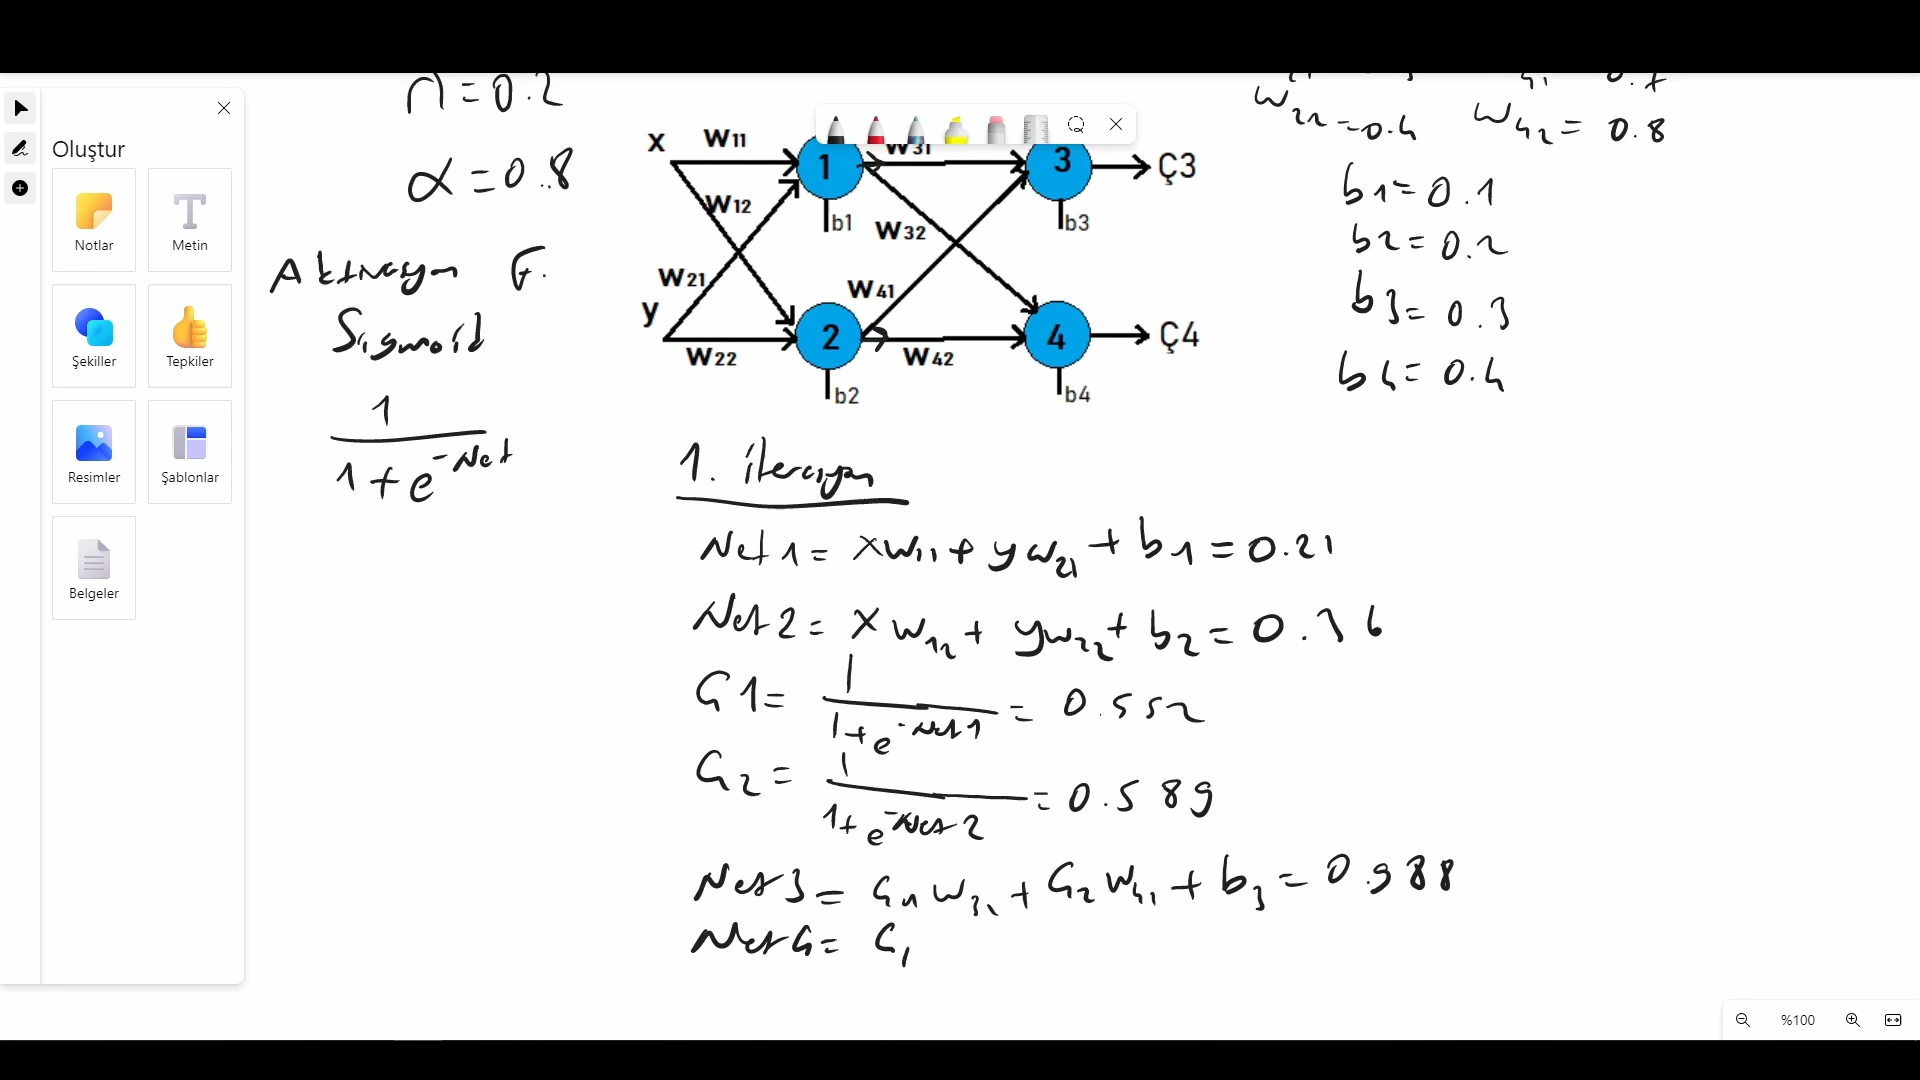 Oluştur
Notlar
Metin
Şekiller
Tepkiler
Resimler
Şablonlar
Belgeler
n = 0.2
α = 0.8
Aktivasyon F.
Sigmoid
1
1 + e^-Net
x
y
W11
W12
W21
W22
1
2
b1
b2
W31
W32
W41
W42
3
4
b3
b4
Ç3
Ç4
w22 = 0.4
w42 = 0.8
b1 = 0.1
b2 = 0.2
b3 = 0.3
b4 = 0.4
1. iterasyon
Net1 = xw11 + yw21 + b1 = 0.21
Net2 = xw12 + yw22 + b2 = 0.36
Ç1 = 1 / 1+e^-Net1 = 0.552
Ç2 = 1 / 1+e^-Net2 = 0.589
Net3 = Ç1 w31 + Ç2 w41 + b3 = 0.988
Net4 = Ç1
%100